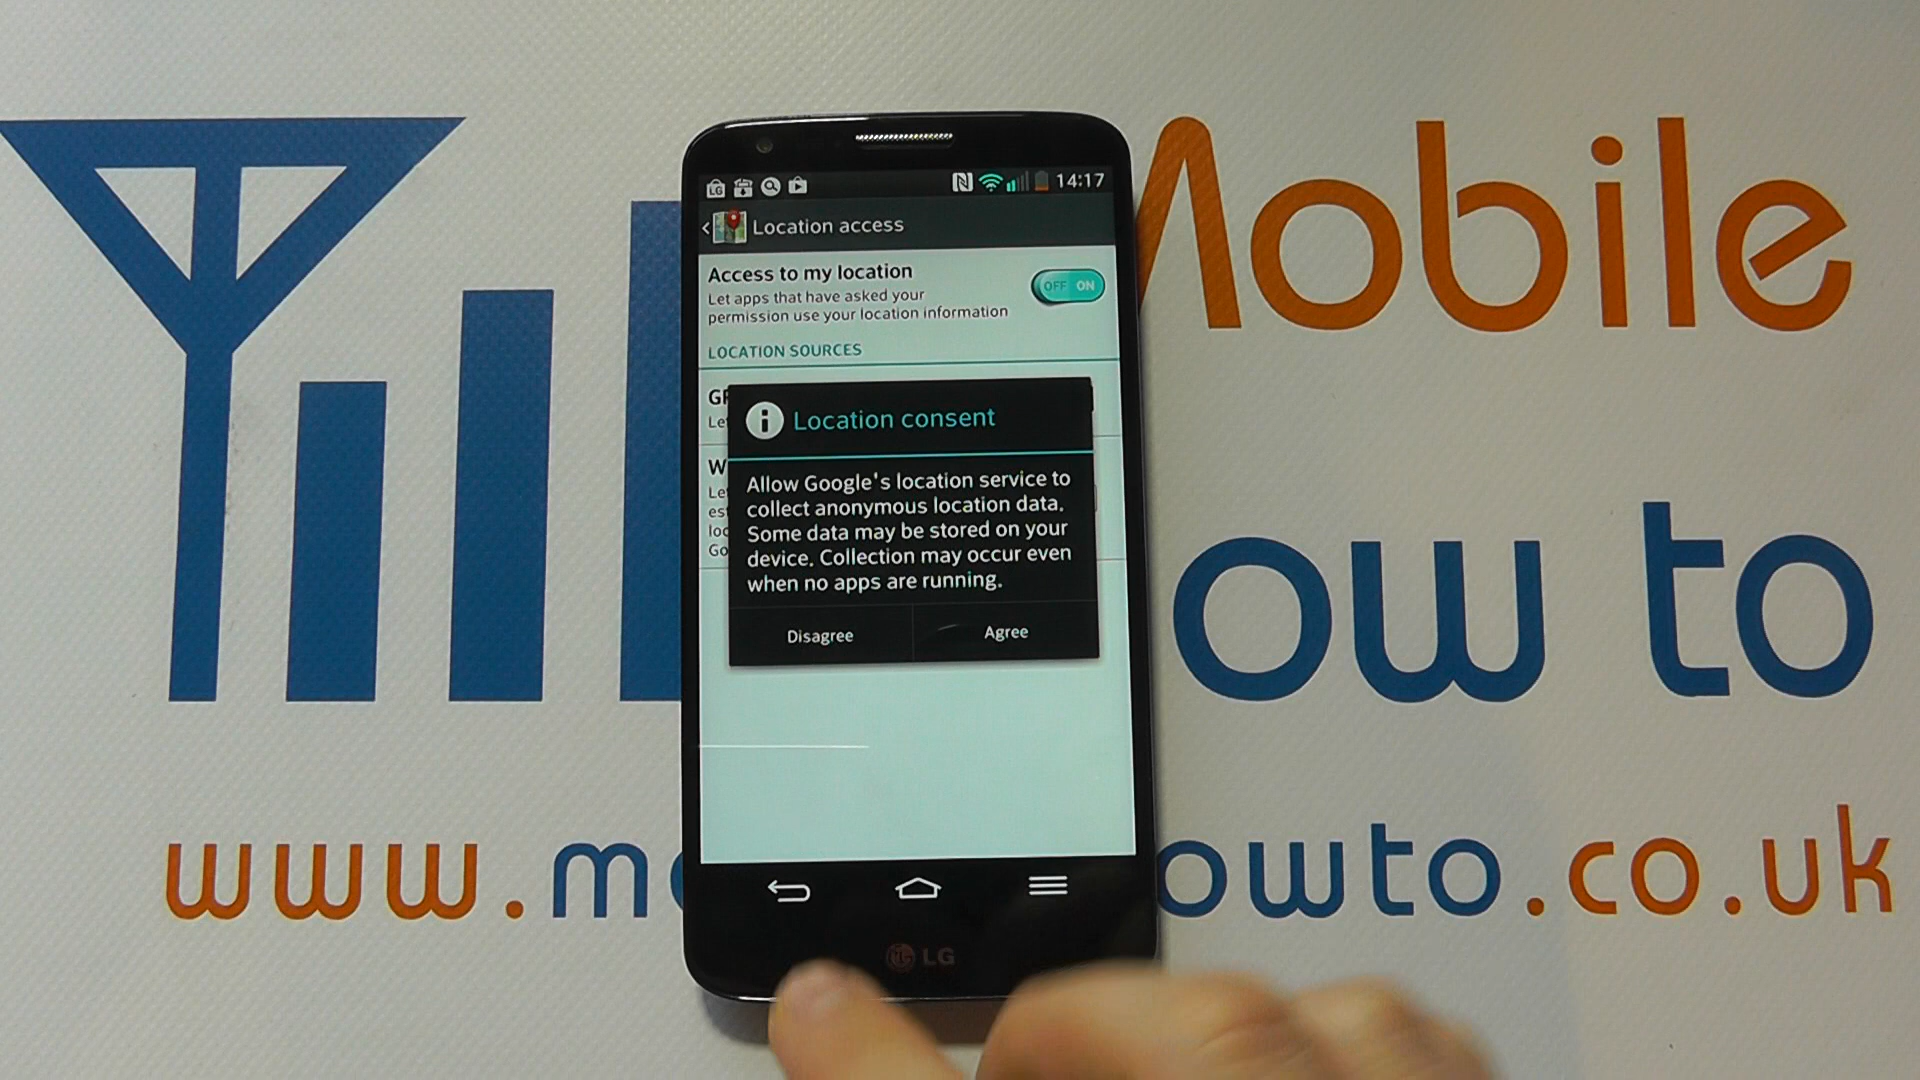 Mobile
ow to
www.m
owto.co.uk
14:17
Location access
Access to my location
OFF ON
Let apps that have asked your
permission use your location information
LOCATION SOURCES
Location consent
Allow Google's location service to
collect anonymous location data.
Some data may be stored on your
device. Collection may occur even
when no apps are running.
Disagree
Agree
LG